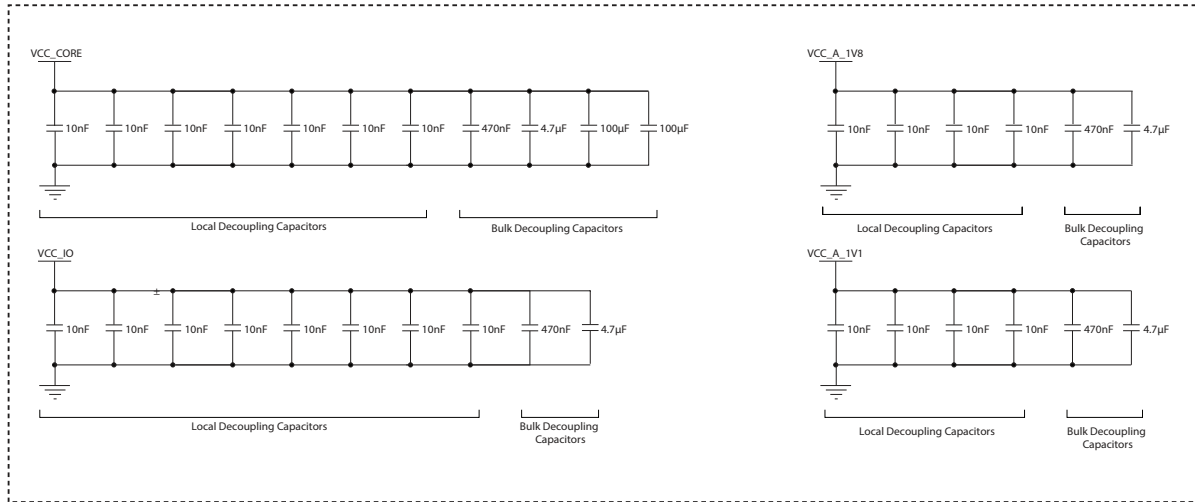 VCC_CORE
10nF 10nF 10nF 10nF 10nF 10nF 10nF 470nF 4.7µF 100µF 100µF
Local Decoupling Capacitors
Bulk Decoupling Capacitors
VCC_A_1V8
10nF 10nF 10nF 10nF 470nF 4.7µF
Local Decoupling Capacitors
Bulk Decoupling
Capacitors
VCC_IO
±
10nF 10nF 10nF 10nF 10nF 10nF 10nF 10nF 470nF 4.7µF
Local Decoupling Capacitors
Bulk Decoupling
Capacitors
VCC_A_1V1
10nF 10nF 10nF 10nF 470nF 4.7µF
Local Decoupling Capacitors
Bulk Decoupling
Capacitors